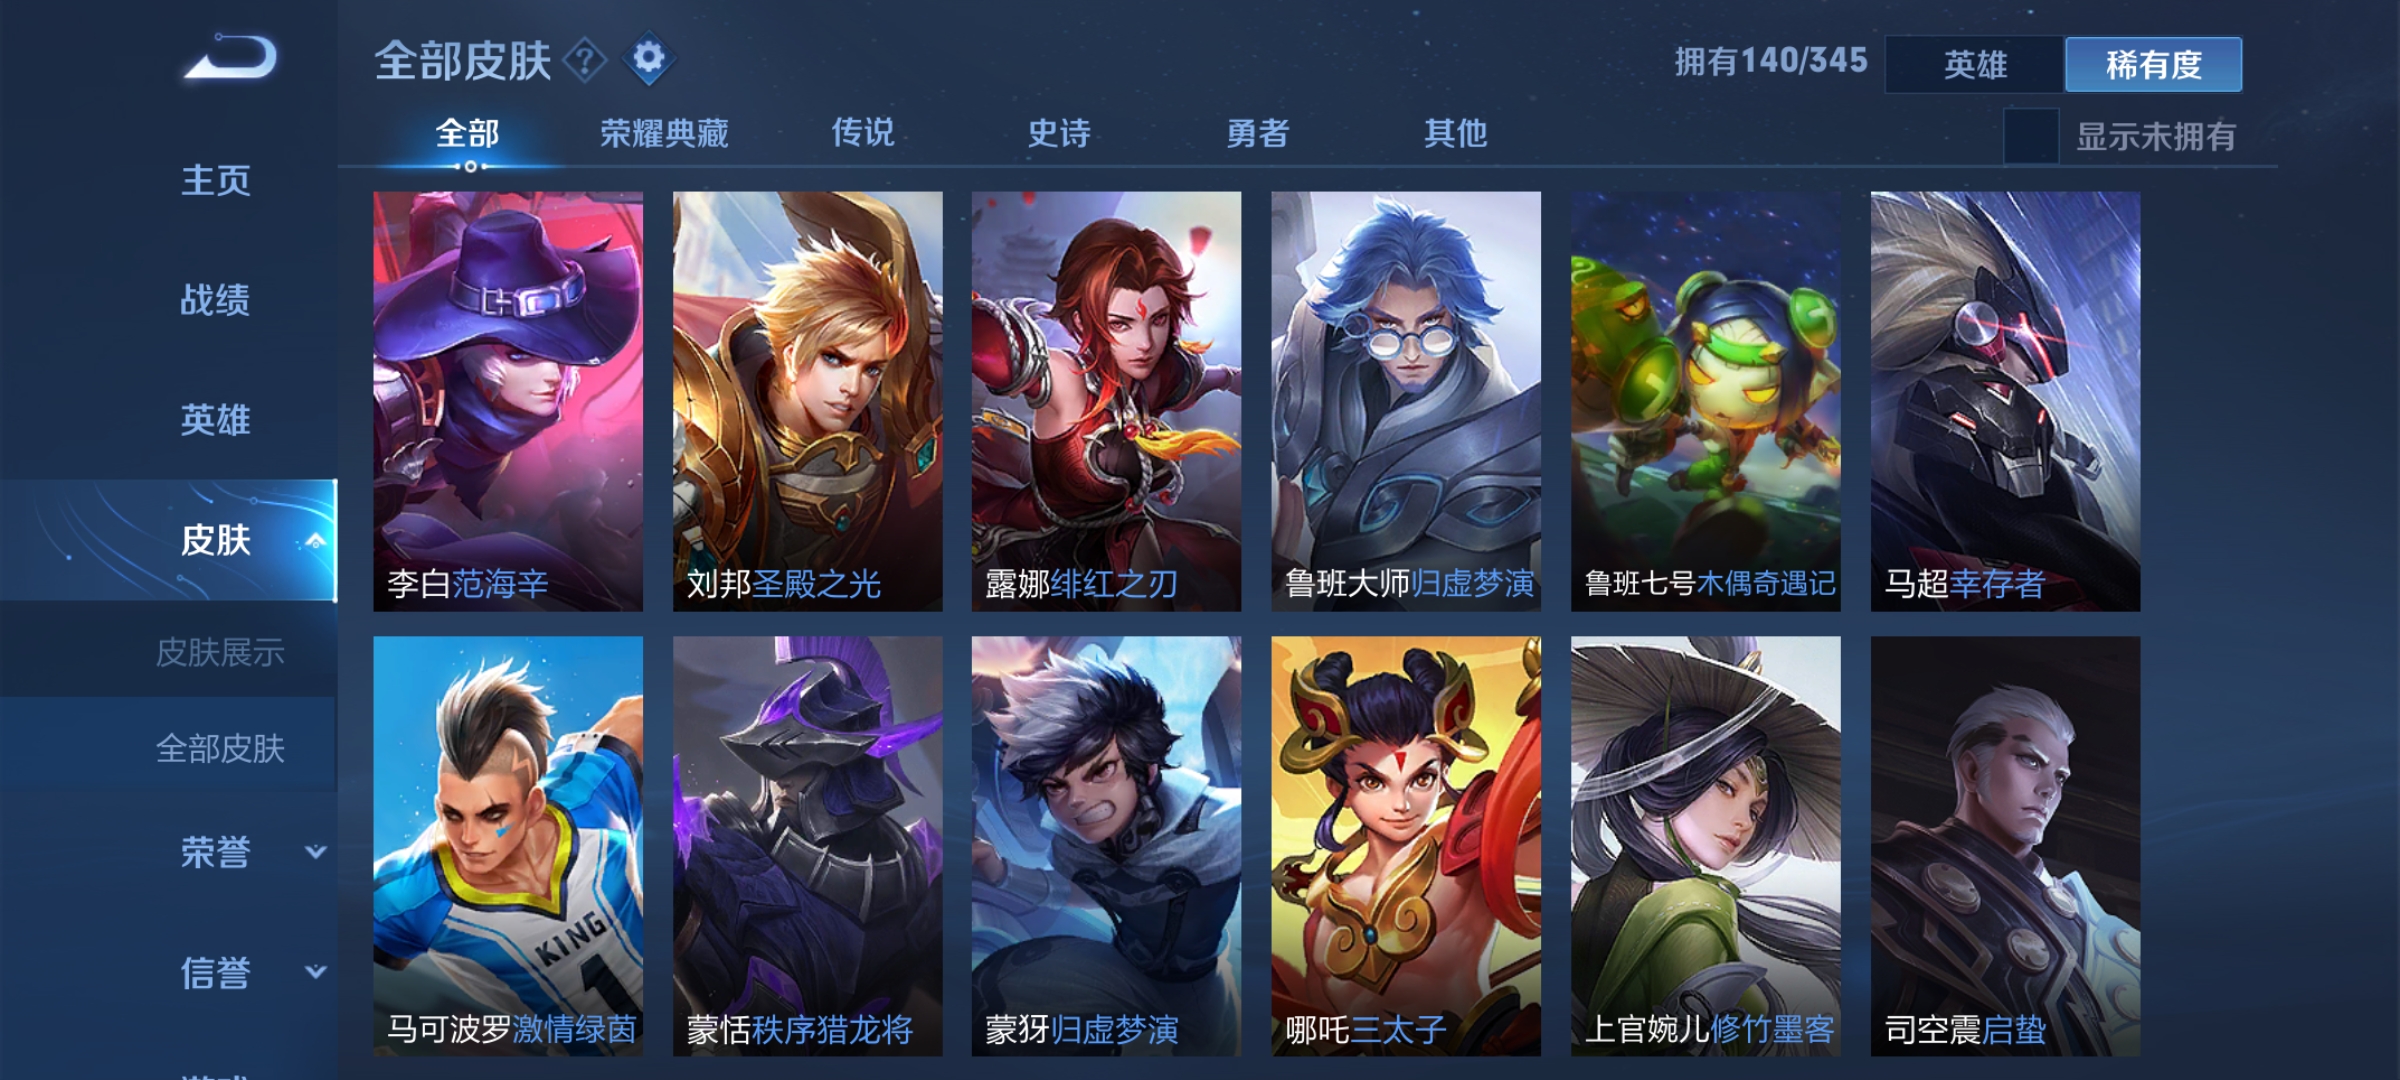 全部皮肤
拥有140/345
英雄
稀有度
全部
荣耀典藏
传说
史诗
勇者
其他
显示未拥有
主页
战绩
英雄
皮肤
皮肤展示
全部皮肤
荣誉
信誉
李白范海辛
刘邦圣殿之光
露娜绯红之刃
鲁班大师归虚梦演
鲁班七号木偶奇遇记
马超幸存者
KING
1
马可波罗激情绿茵
蒙恬秩序猎龙将
蒙犽归虚梦演
哪吒三太子
上官婉儿修竹墨客
司空震启蛰